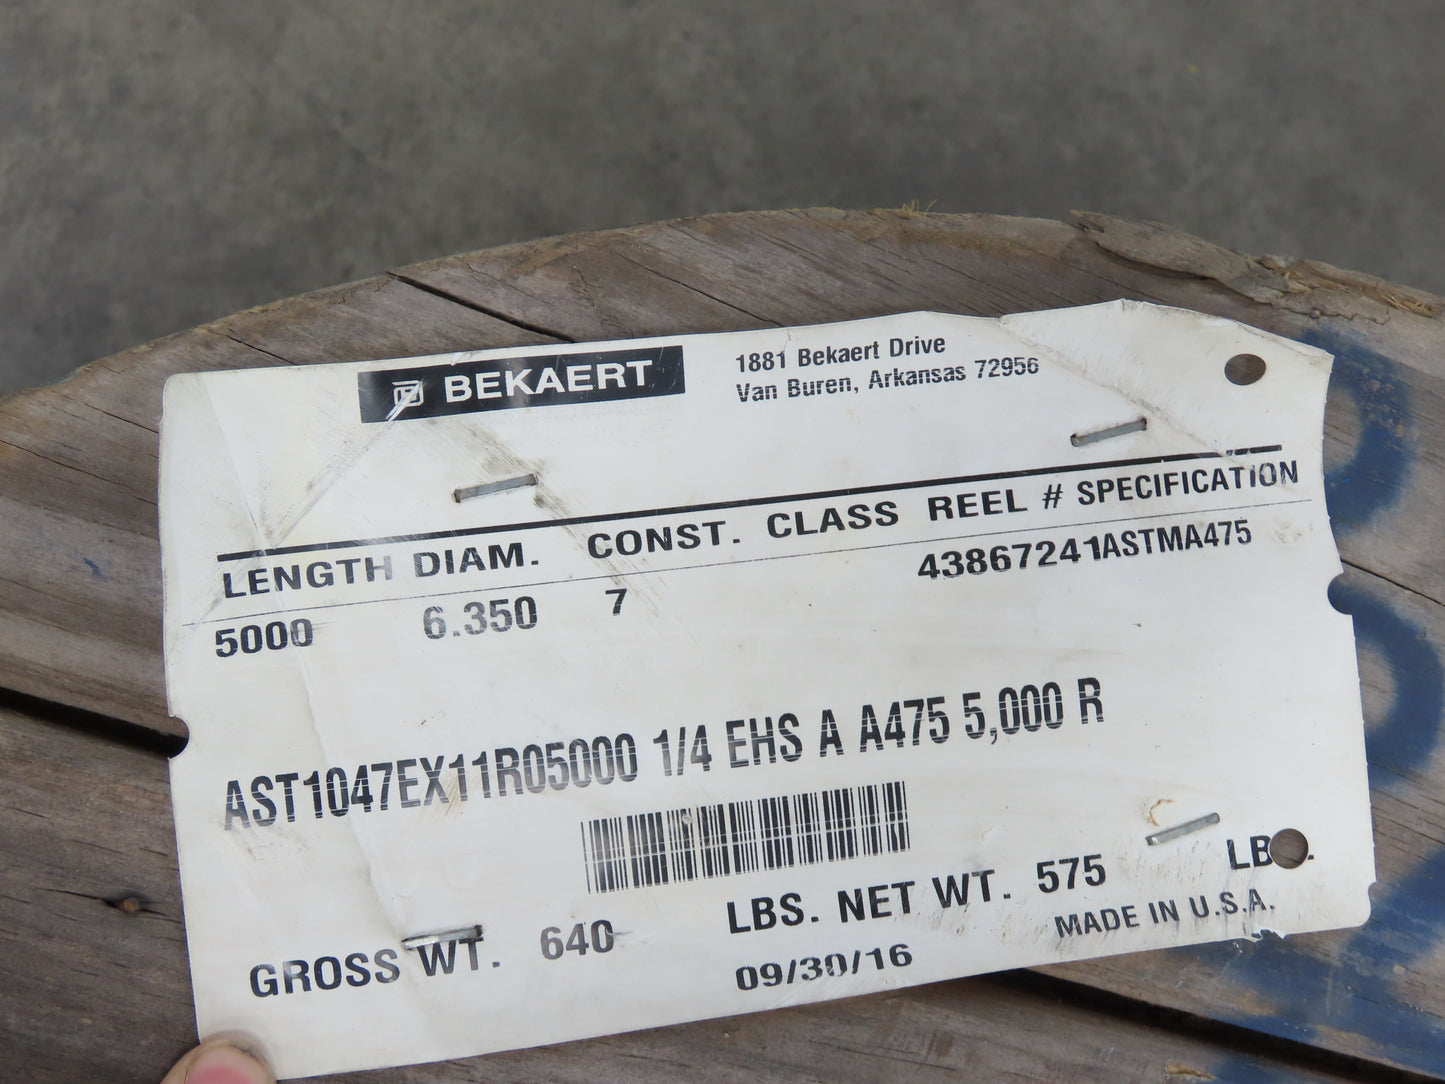 BEKAERT
1881 Bekaert Drive
Van Buren, Arkansas 72956
LENGTH DIAM. CONST. CLASS REEL # SPECIFICATION
5000 6.350 7 43867241ASTMA475
AST1047EX11R05000 1/4 EHS A A475 5,000 R
GROSS WT. 640 LBS. NET WT. 575
09/30/16 MADE IN U.S.A.